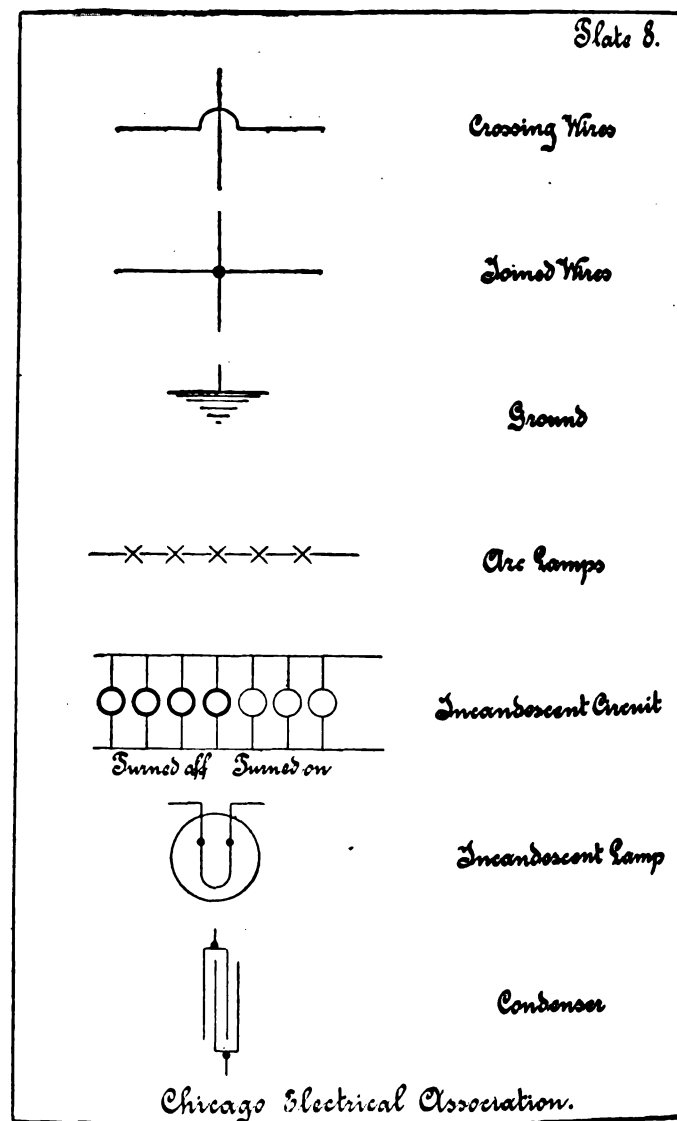 Plate 8.
Crossing Wires
Joined Wires
Ground
Arc Lamps
Incandescent Circuit
Turned off Turned on
Incandescent Lamp
Condenser
Chicago Electrical Association.